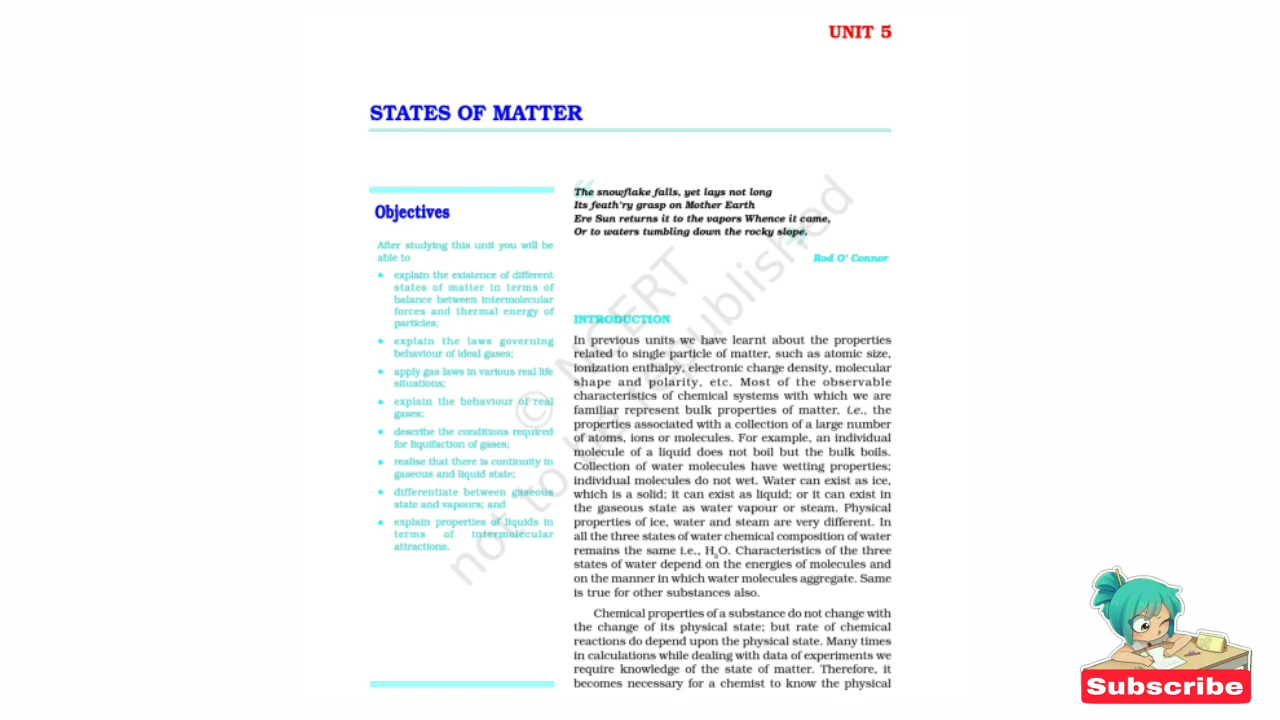 UNIT 5
STATES OF MATTER
Objectives
After studying this unit you will be
able to
• explain the existence of different
states of matter in terms of
balance between intermolecular
forces and thermal energy of
particles;
• explain the laws governing
behaviour of ideal gases;
• apply gas laws in various real life
situations;
• explain the behaviour of real
gases;
• describe the conditions required
for liquifaction of gases;
• realise that there is continuity in
gaseous and liquid state;
• differentiate between gaseous
state and vapours; and
• explain properties of liquids in
terms of intermolecular
attractions.
The snowflake falls, yet lays not long
Its feath'ry grasp on Mother Earth
Ere Sun returns it to the vapors Whence it came,
Or to waters tumbling down the rocky slope.
Rod O' Connor
INTRODUCTION
In previous units we have learnt about the properties
related to single particle of matter, such as atomic size,
ionization enthalpy, electronic charge density, molecular
shape and polarity, etc. Most of the observable
characteristics of chemical systems with which we are
familiar represent bulk properties of matter, i.e., the
properties associated with a collection of a large number
of atoms, ions or molecules. For example, an individual
molecule of a liquid does not boil but the bulk boils.
Collection of water molecules have wetting properties;
individual molecules do not wet. Water can exist as ice,
which is a solid; it can exist as liquid; or it can exist in
the gaseous state as water vapour or steam. Physical
properties of ice, water and steam are very different. In
all the three states of water chemical composition of water
remains the same i.e., H₂O. Characteristics of the three
states of water depend on the energies of molecules and
on the manner in which water molecules aggregate. Same
is true for other substances also.
Chemical properties of a substance do not change with
the change of its physical state; but rate of chemical
reactions do depend upon the physical state. Many times
in calculations while dealing with data of experiments we
require knowledge of the state of matter. Therefore, it
becomes necessary for a chemist to know the physical
© NCERT
not to be republished
Subscribe